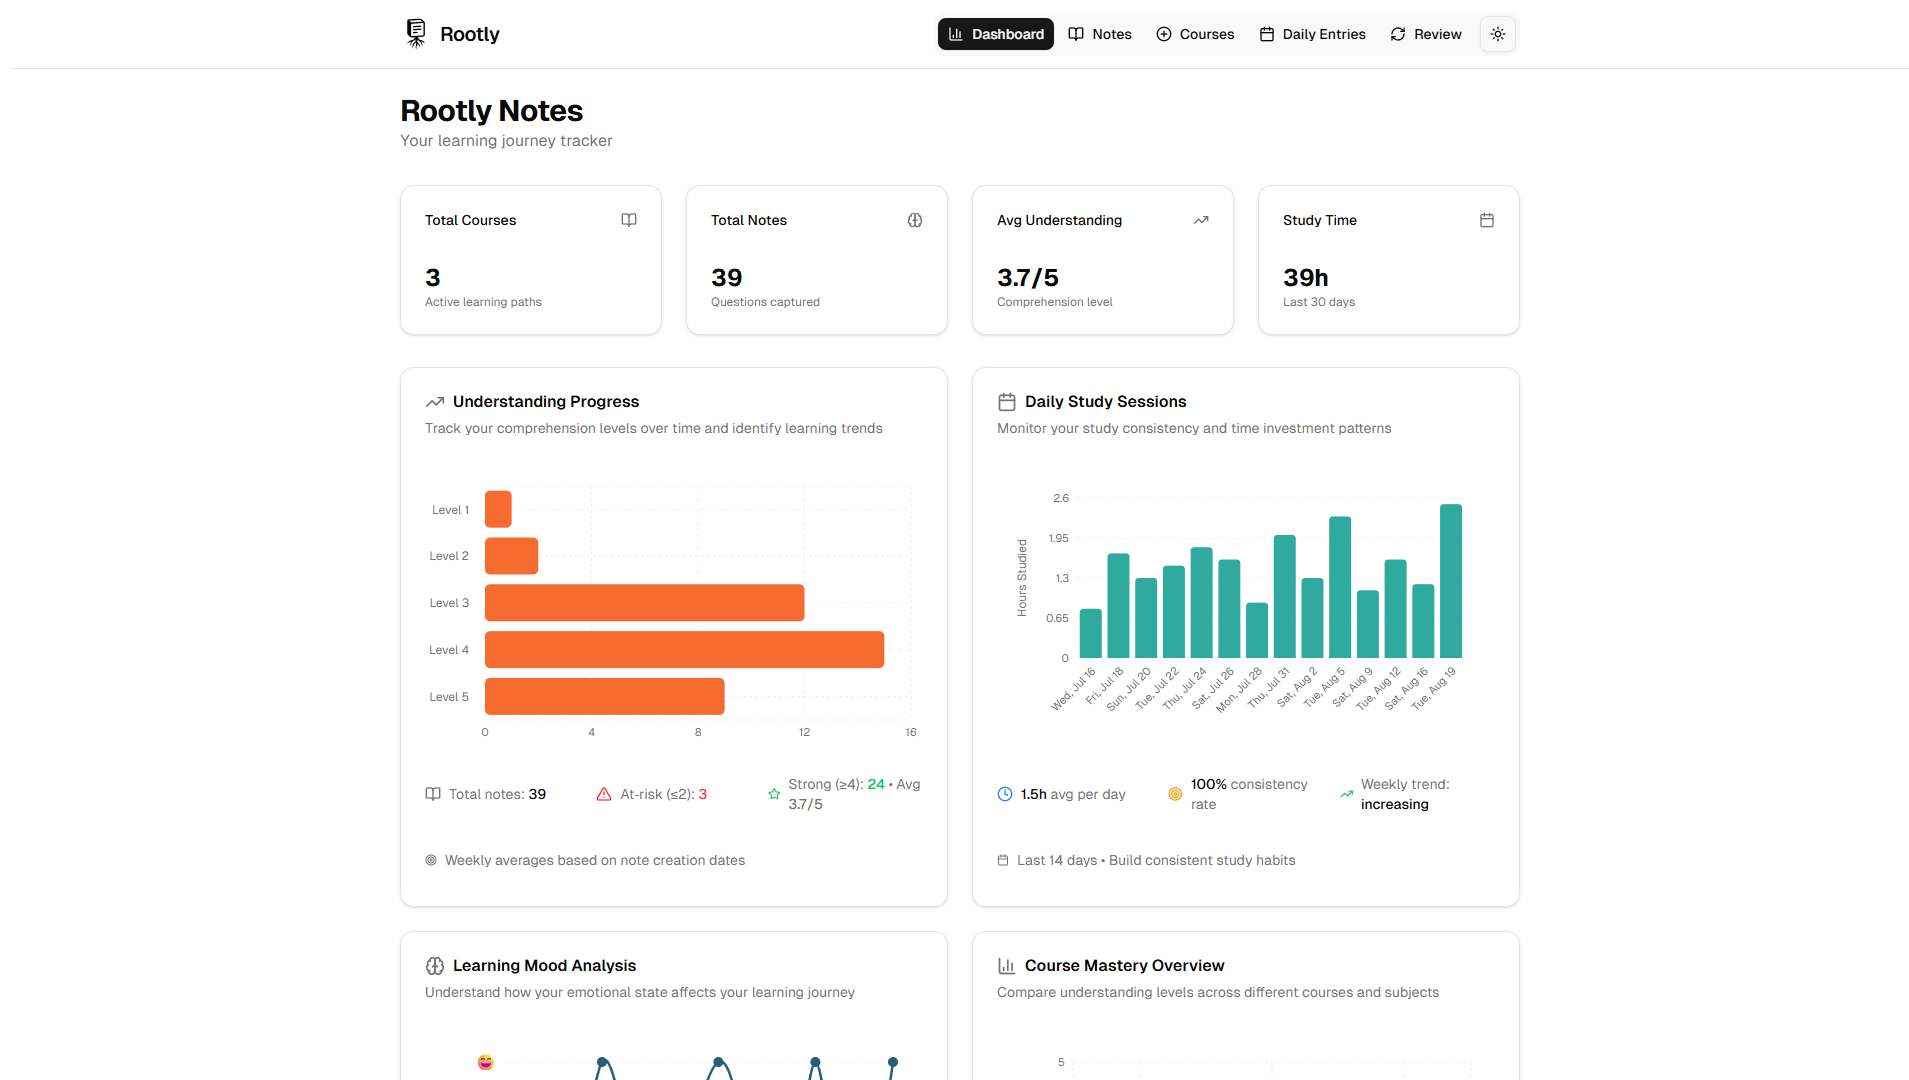 Rootly
Dashboard
Notes
Courses
Daily Entries
Review
Rootly Notes
Your learning journey tracker
Total Courses
3
Active learning paths
Total Notes
39
Questions captured
Avg Understanding
3.7/5
Comprehension level
Study Time
39h
Last 30 days
Understanding Progress
Track your comprehension levels over time and identify learning trends
Level 1
Level 2
Level 3
Level 4
Level 5
0
4
8
12
16
Total notes: 39
At-risk (≤2): 3
Strong (≥4): 24 • Avg
3.7/5
Weekly averages based on note creation dates
Daily Study Sessions
Monitor your study consistency and time investment patterns
Hours Studied
2.6
1.95
1.3
0.65
0
Wed, Jul 16
Fri, Jul 18
Sun, Jul 20
Tue, Jul 22
Thu, Jul 24
Sat, Jul 26
Mon, Jul 28
Thu, Jul 31
Sat, Aug 2
Tue, Aug 5
Sat, Aug 9
Tue, Aug 12
Sat, Aug 16
Tue, Aug 19
1.5h avg per day
100% consistency
rate
Weekly trend:
increasing
Last 14 days • Build consistent study habits
Learning Mood Analysis
Understand how your emotional state affects your learning journey
Course Mastery Overview
Compare understanding levels across different courses and subjects
5